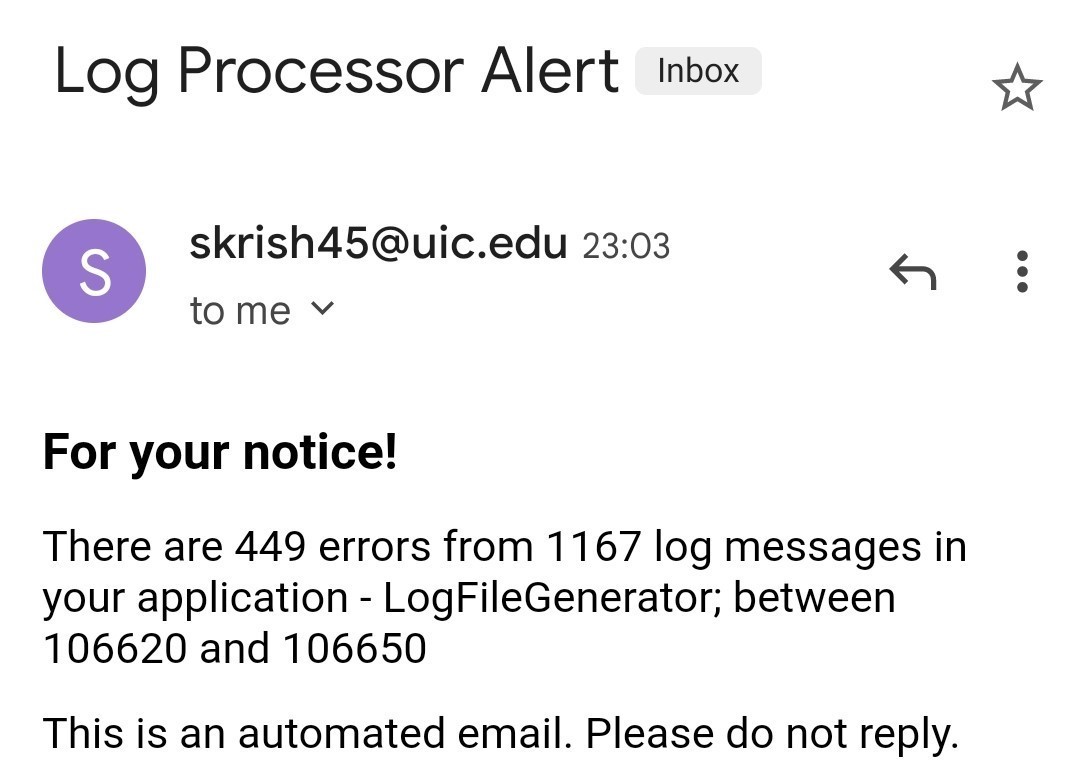 Log Processor Alert Inbox
S
skrish45@uic.edu 23:03
to me
For your notice!
There are 449 errors from 1167 log messages in
your application - LogFileGenerator; between
106620 and 106650
This is an automated email. Please do not reply.